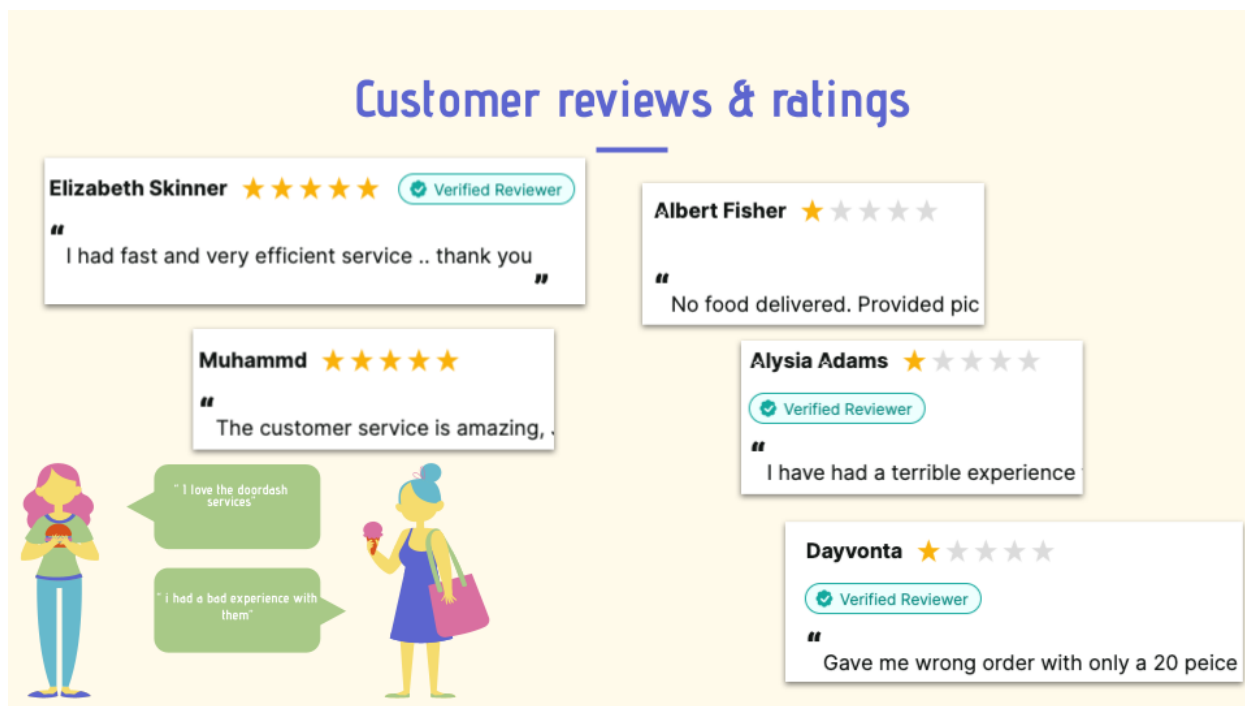 Customer reviews & ratings
Elizabeth Skinner Verified Reviewer
“
I had fast and very efficient service .. thank you
”
Muhammd
“
The customer service is amazing,
Albert Fisher
“
No food delivered. Provided pic
Alysia Adams
Verified Reviewer
“
I have had a terrible experience
Dayvonta
Verified Reviewer
“
Gave me wrong order with only a 20 peice
" I love the doordash
services"
" i had a bad experience with
them"